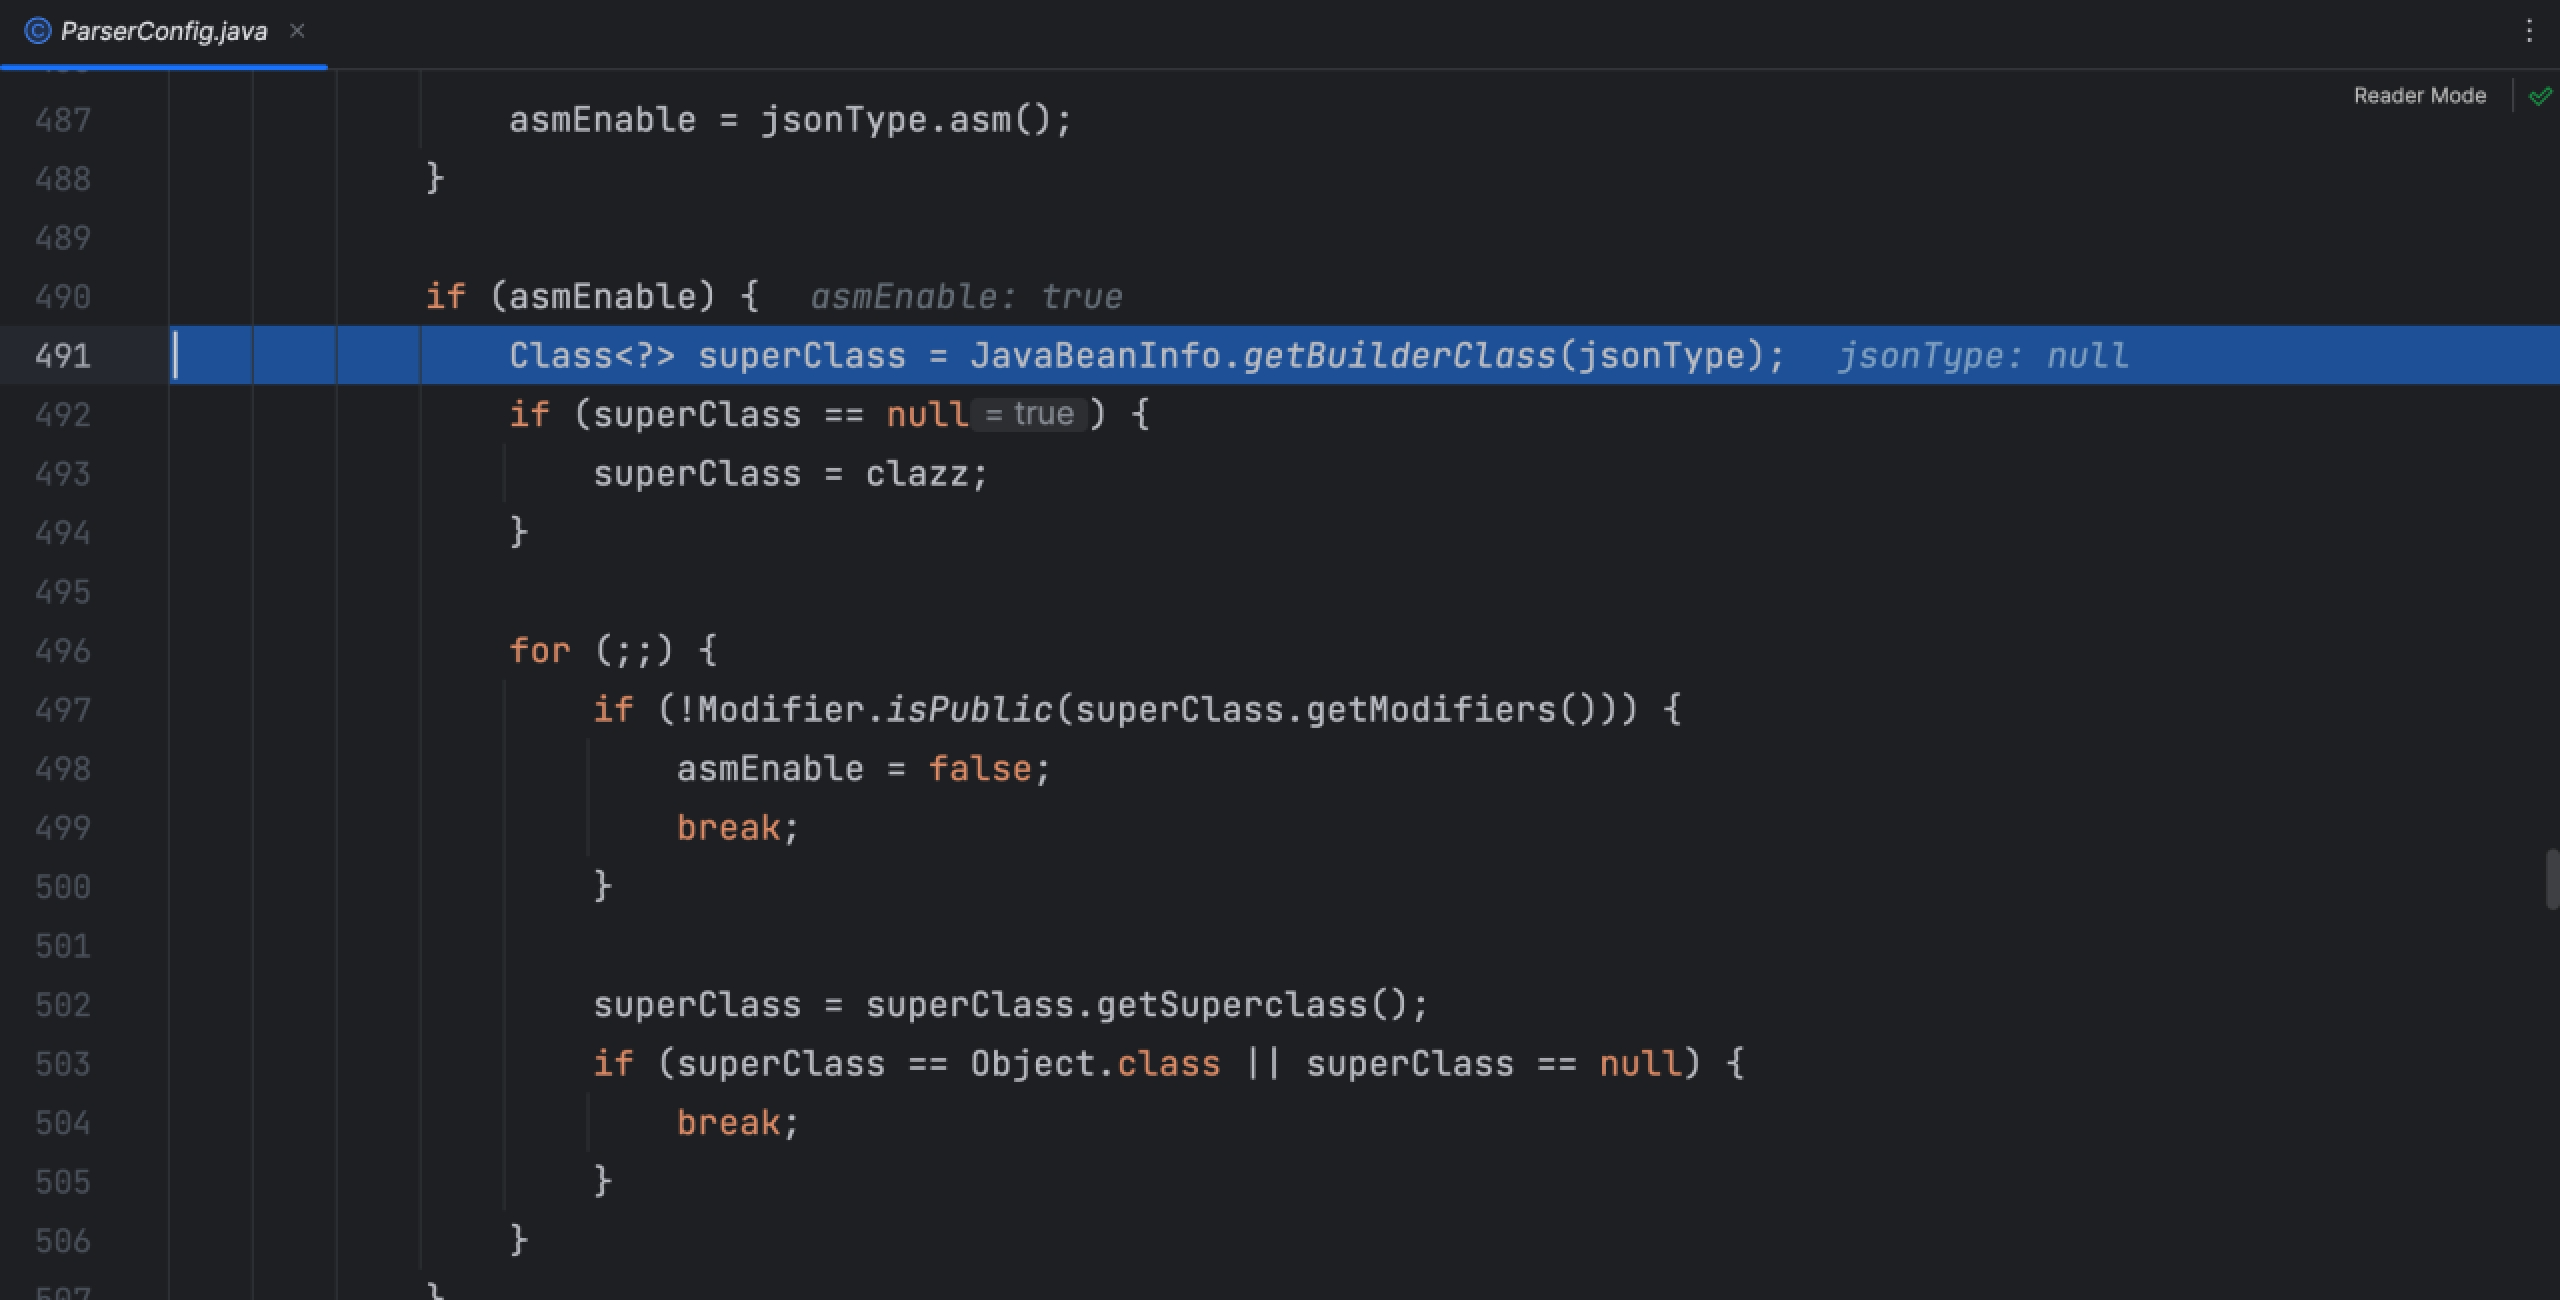 ParserConfig.java
Reader Mode
487 asmEnable = jsonType.asm();
488 }
489
490 if (asmEnable) { asmEnable: true
491 Class<?> superClass = JavaBeanInfo.getBuilderClass(jsonType); jsonType: null
492 if (superClass == null = true ) {
493 superClass = clazz;
494 }
495
496 for (;;) {
497 if (!Modifier.isPublic(superClass.getModifiers())) {
498 asmEnable = false;
499 break;
500 }
501
502 superClass = superClass.getSuperclass();
503 if (superClass == Object.class || superClass == null) {
504 break;
505 }
506 }
507 }